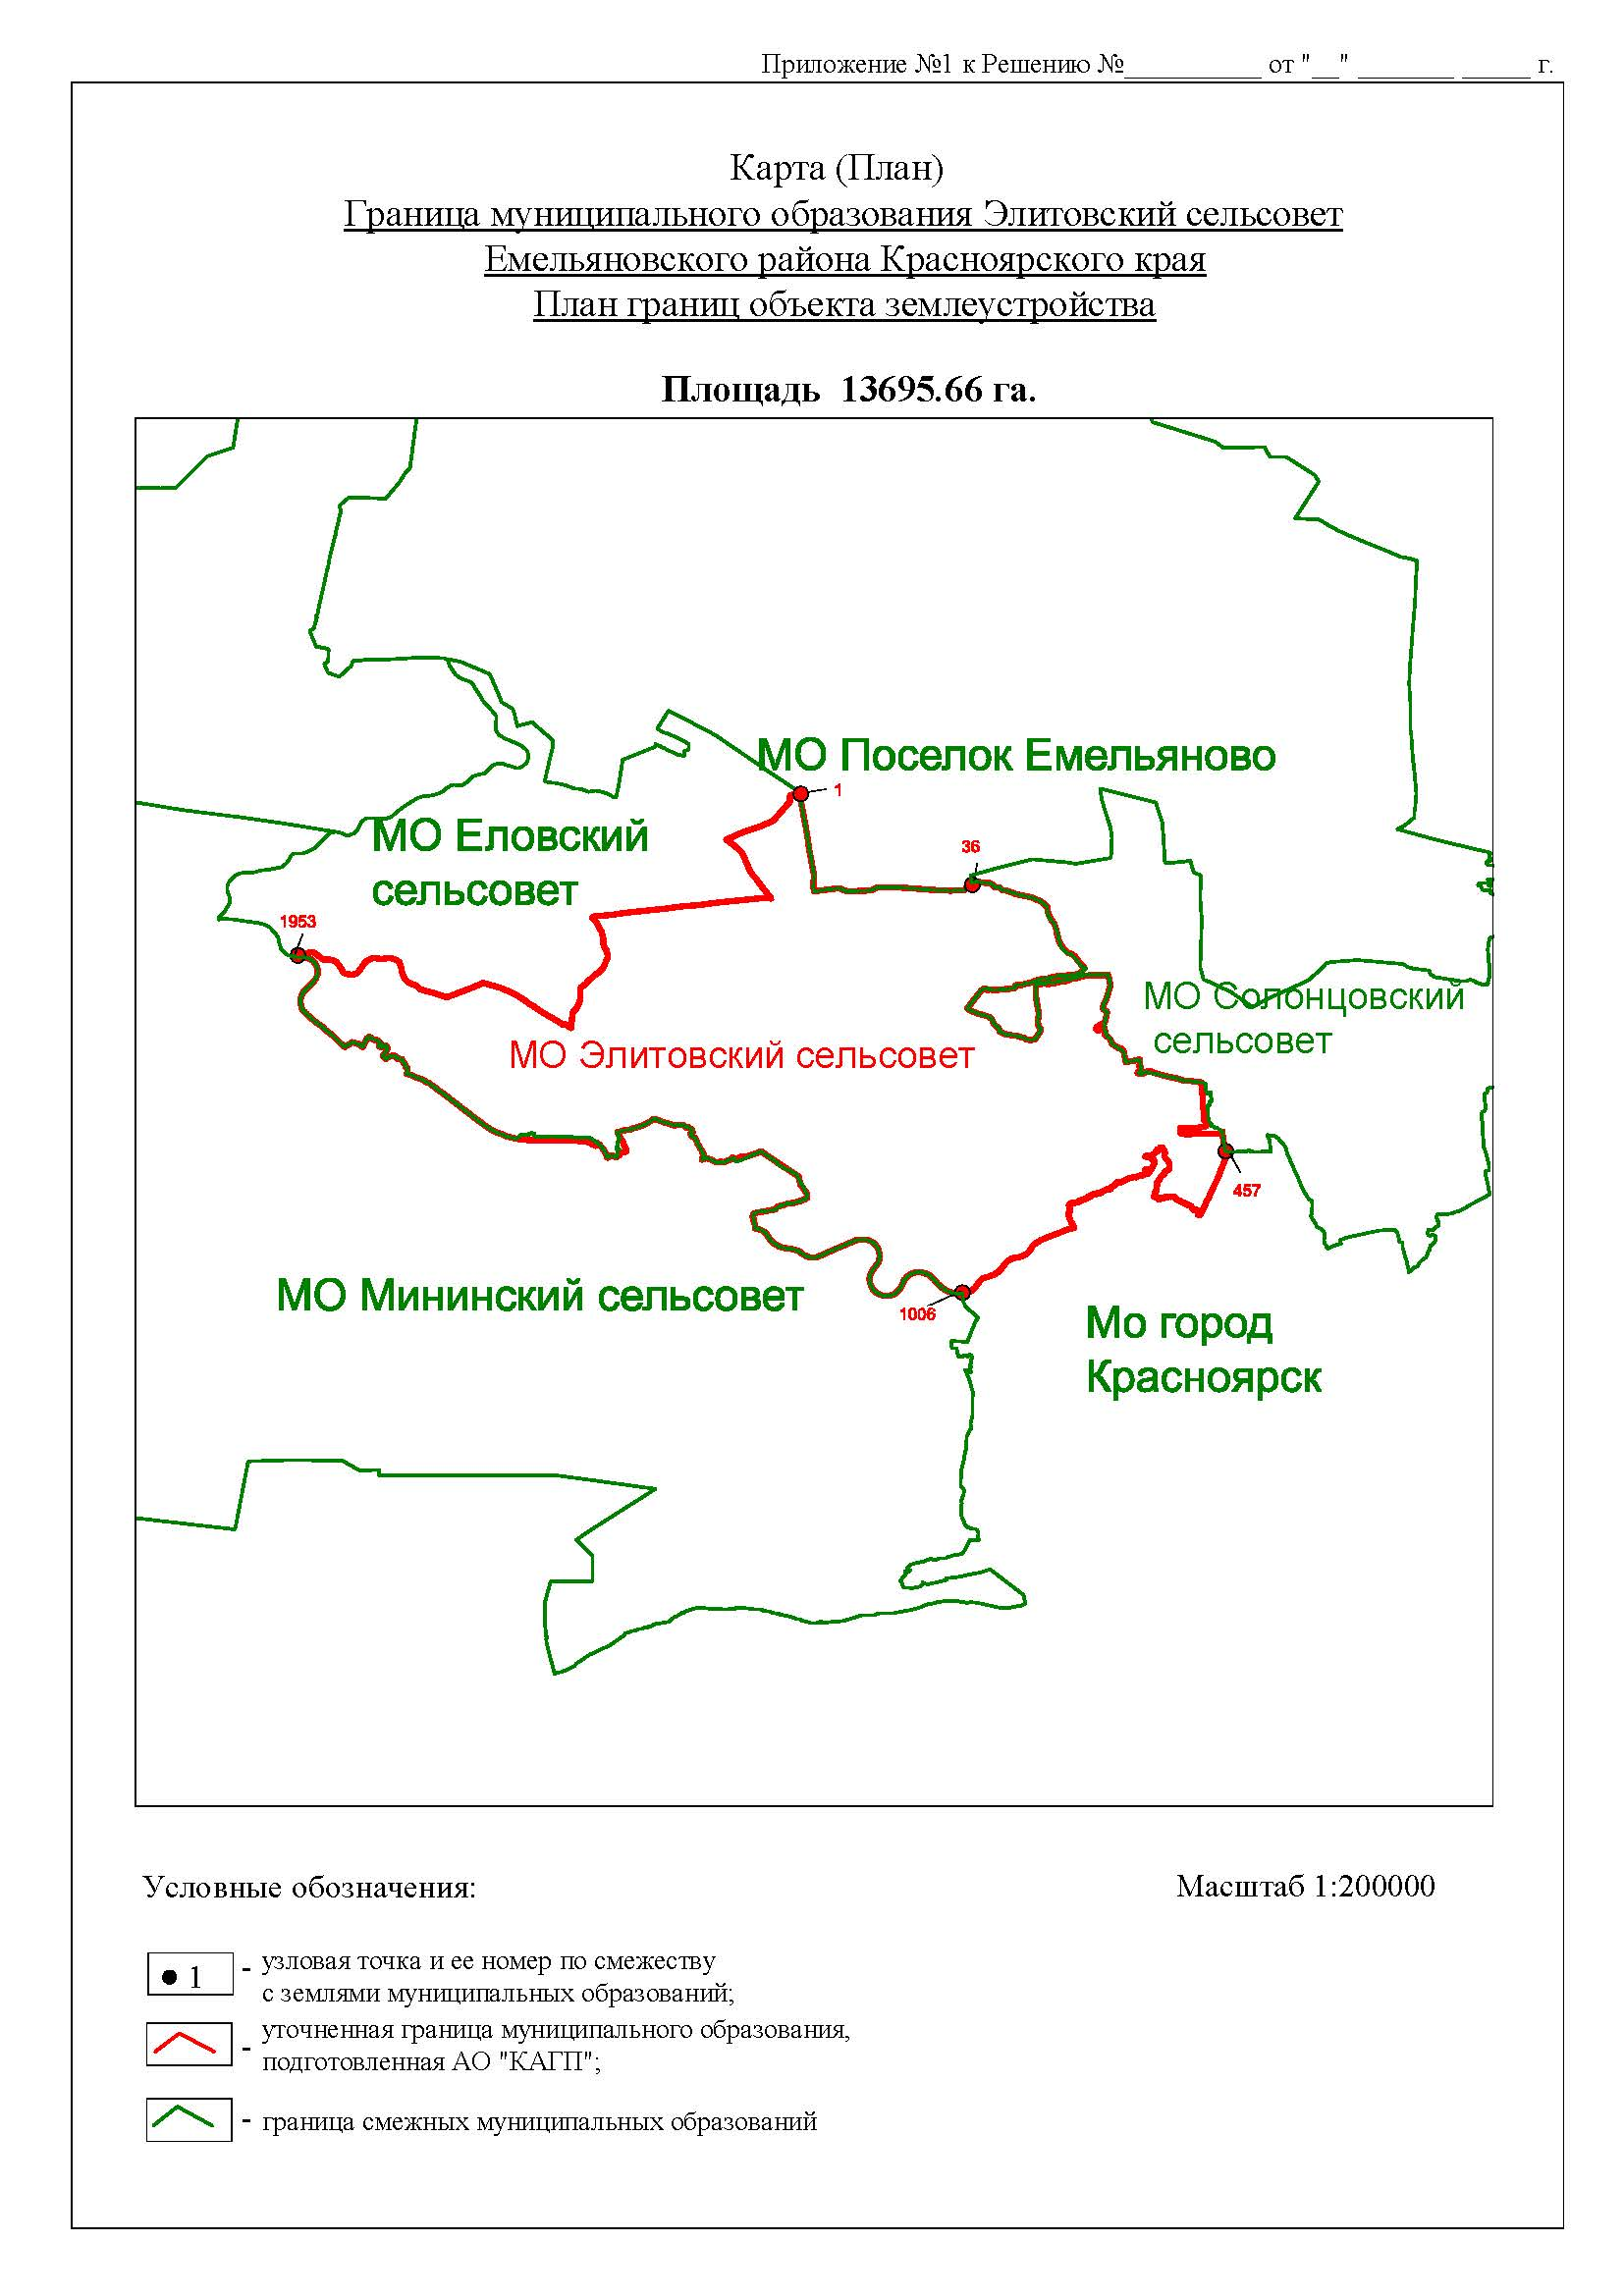 Приложение №1 к Решению №__________ от "__" _______ _____ г.
Карта (План)
Граница муниципального образования Элитовский сельсовет
Емельяновского района Красноярского края
План границ объекта землеустройства
Площадь 13695.66 га.
МО Поселок Емельяново
1
МО Еловский
сельсовет
36
1953
МО Солонцовский
сельсовет
МО Элитовский сельсовет
457
МО Мининский сельсовет
1006
Мо город
Красноярск
Условные обозначения:
Масштаб 1:200000
1 - узловая точка и ее номер по смежеству
с землями муниципальных образований;
- уточненная граница муниципального образования,
подготовленная АО "КАГП";
- граница смежных муниципальных образований